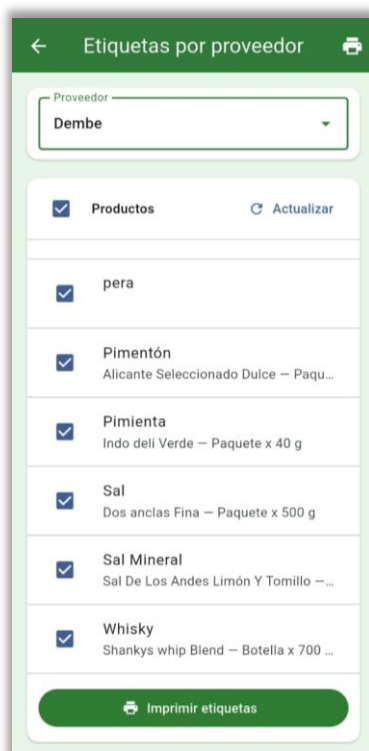 Etiquetas por proveedor
Proveedor
Dembe
Productos Actualizar
pera
Pimentón
Alicante Seleccionado Dulce — Paqu...
Pimienta
Indo deli Verde — Paquete x 40 g
Sal
Dos anclas Fina — Paquete x 500 g
Sal Mineral
Sal De Los Andes Limón Y Tomillo —...
Whisky
Shankys whip Blend — Botella x 700 ...
Imprimir etiquetas